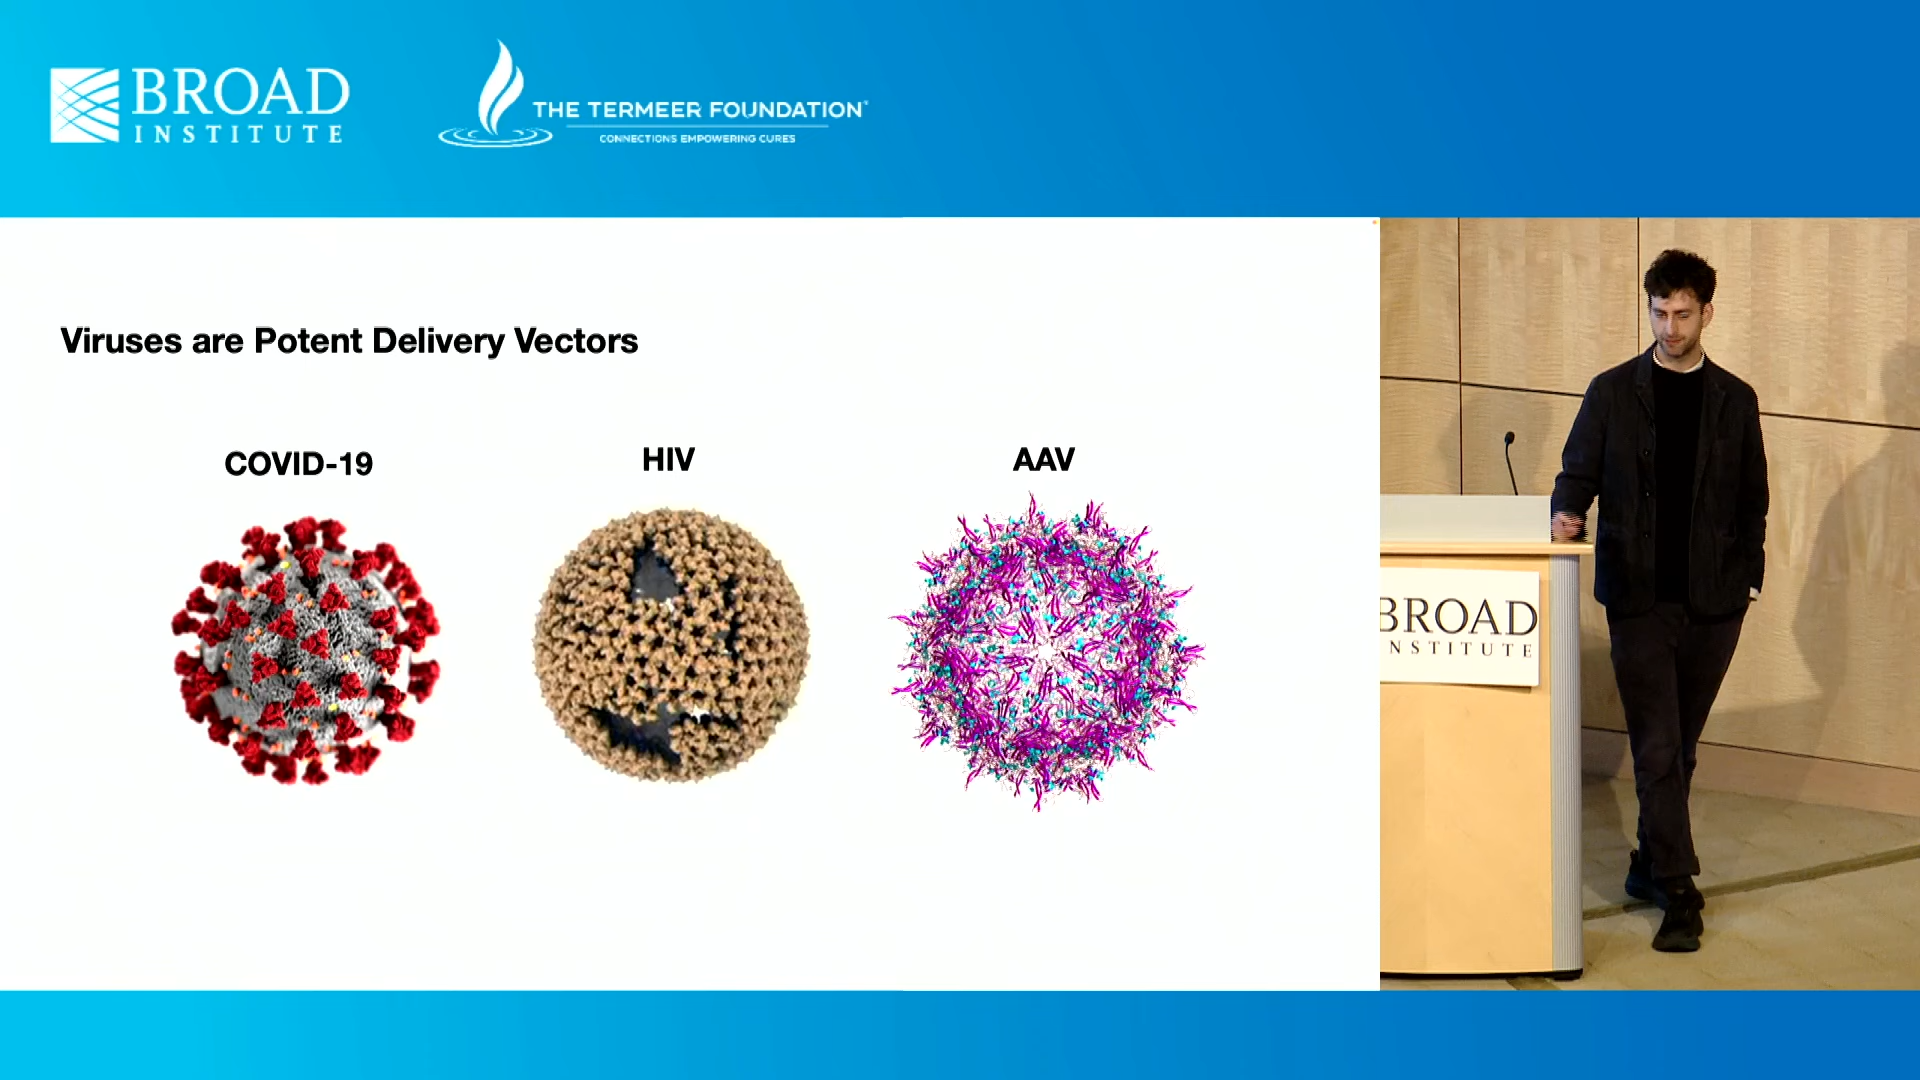 BROAD
INSTITUTE
THE TERMEER FOUNDATION
CONNECTIONS EMPOWERING CURES
Viruses are Potent Delivery Vectors
COVID-19
HIV
AAV
BROAD
NSTITUTE